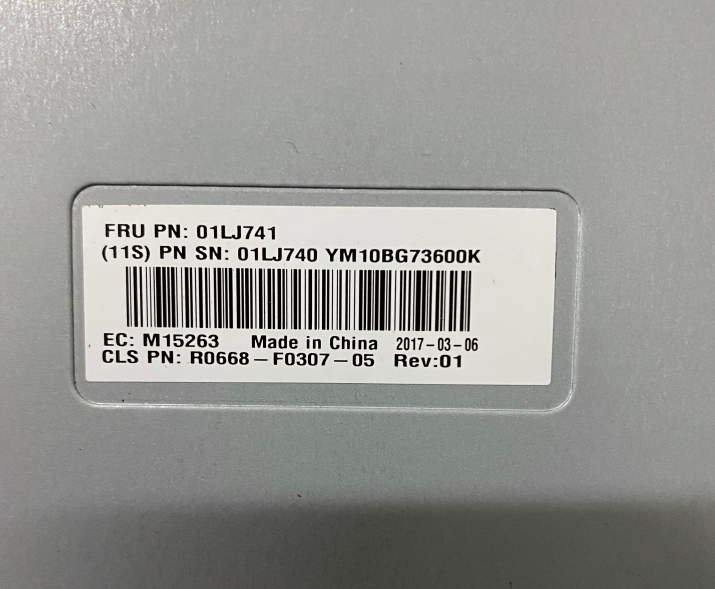 FRU PN: 01LJ741
(11S) PN SN: 01LJ740 YM10BG73600K
EC: M15263 Made in China 2017-03-06
CLS PN: R0668-F0307-05 Rev:01